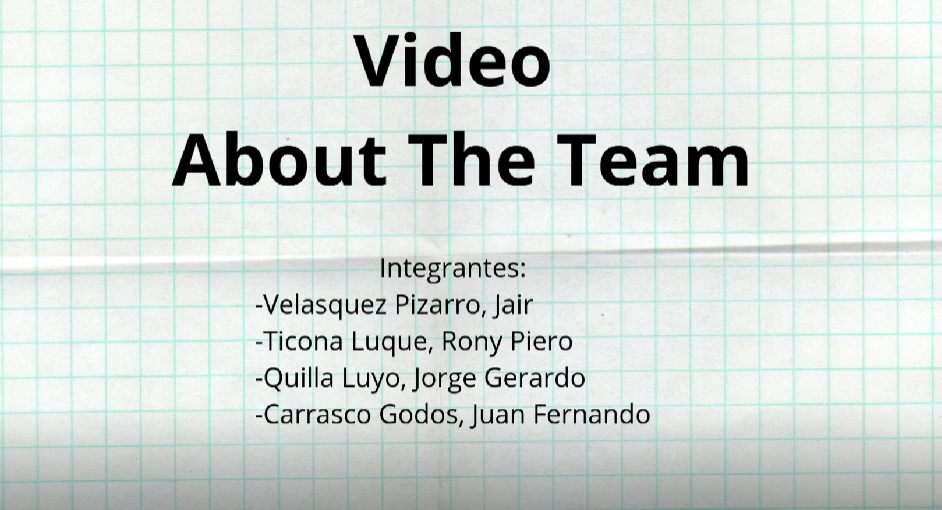 Video
About The Team
Integrantes:
-Velasquez Pizarro, Jair
-Ticona Luque, Rony Piero
-Quilla Luyo, Jorge Gerardo
-Carrasco Godos, Juan Fernando